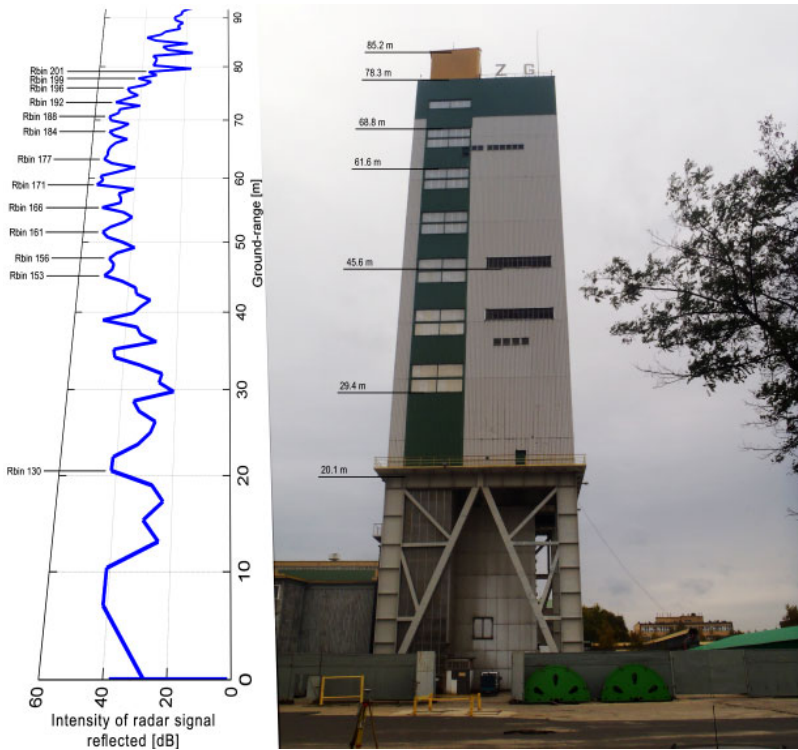 90
80
70
60
50
40
30
20
10
0
Ground-range [m]
Rbin 201
Rbin 199
Rbin 196
Rbin 192
Rbin 188
Rbin 184
Rbin 177
Rbin 171
Rbin 166
Rbin 161
Rbin 156
Rbin 153
Rbin 130
60
40
20
0
Intensity of radar signal
reflected [dB]
85.2 m
78.3 m
68.8 m
61.6 m
45.6 m
29.4 m
20.1 m
Z G